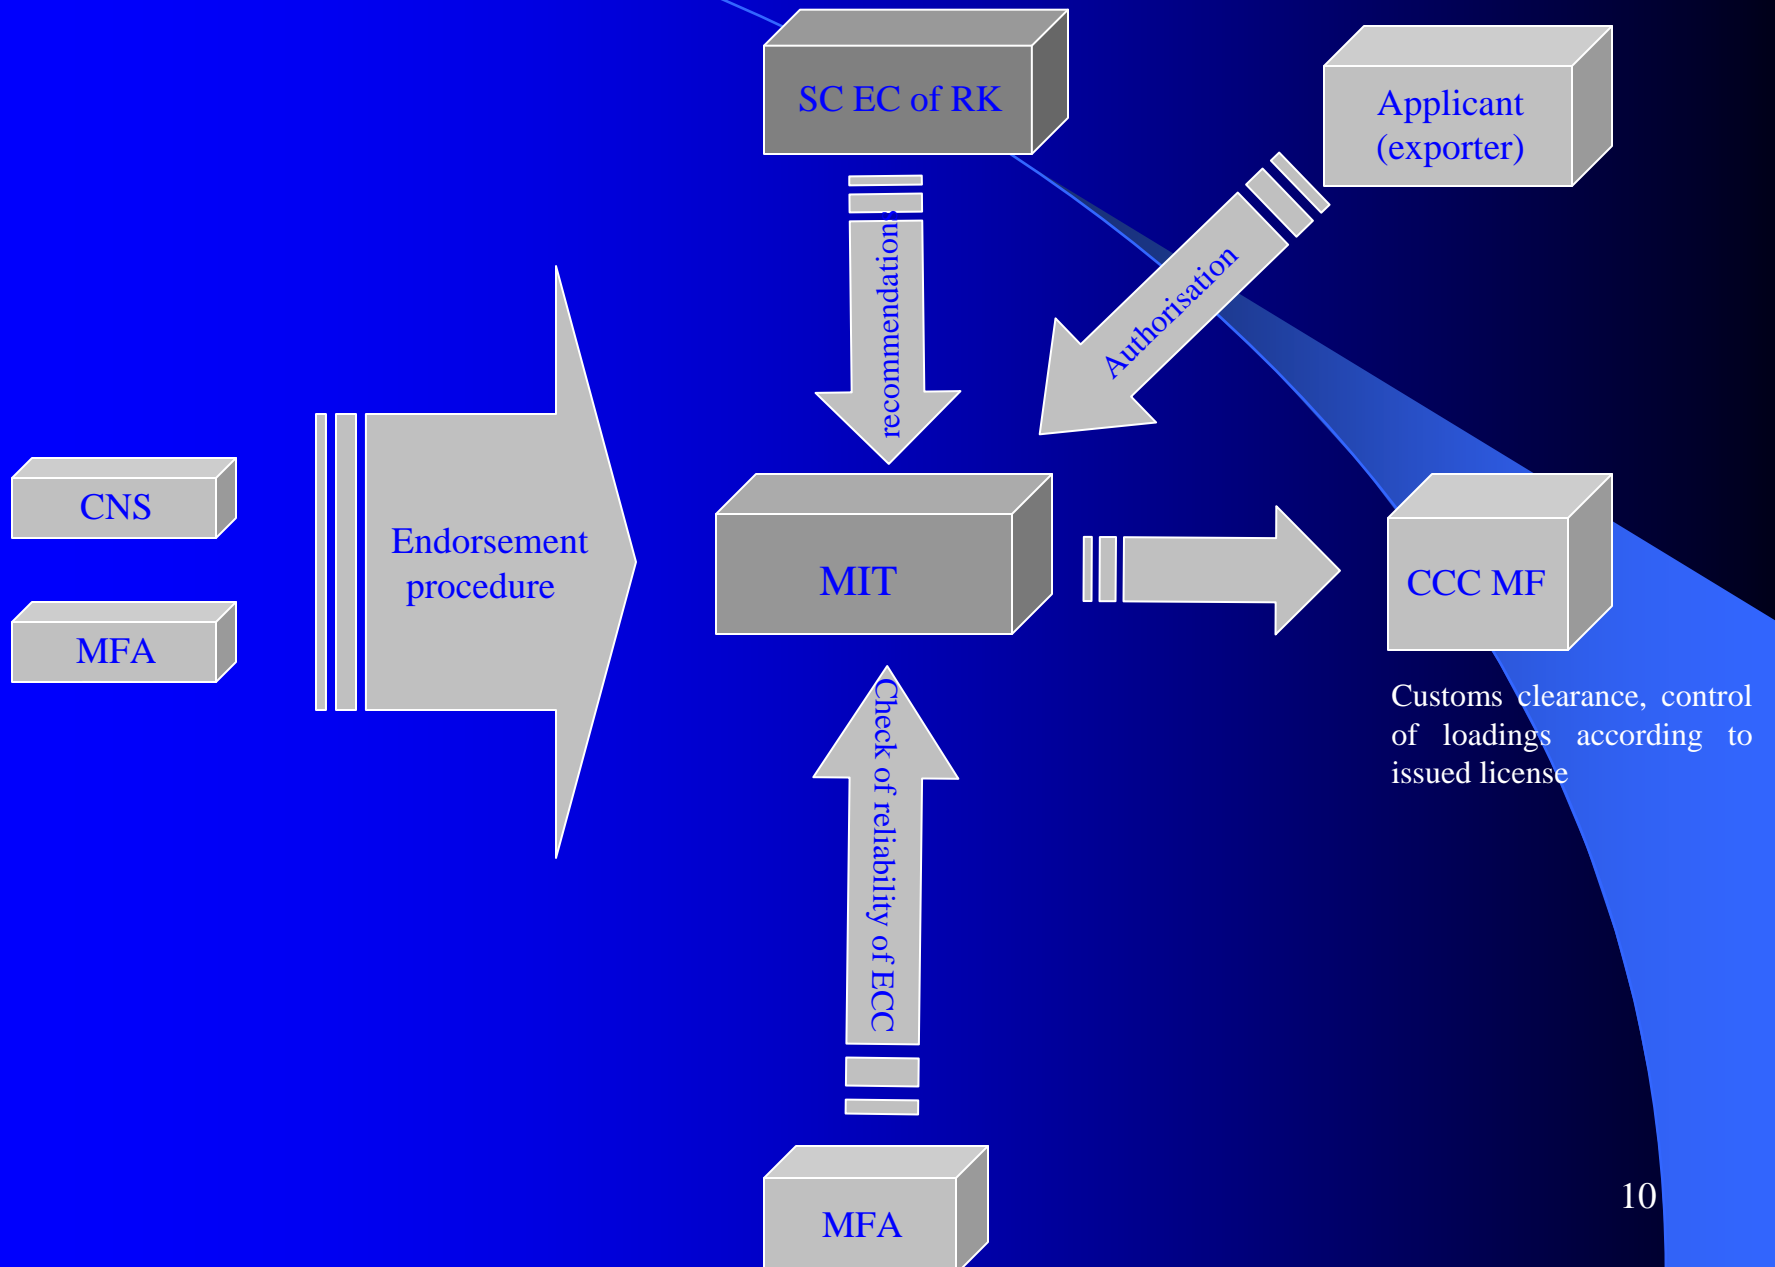 SC EC of RK
Applicant
(exporter)
recommendations
Authorisation
CNS
MFA
Endorsement
procedure
MIT
CCC MF
Customs clearance, control
of loadings according to
issued license
Check of reliability of ECC
MFA
10